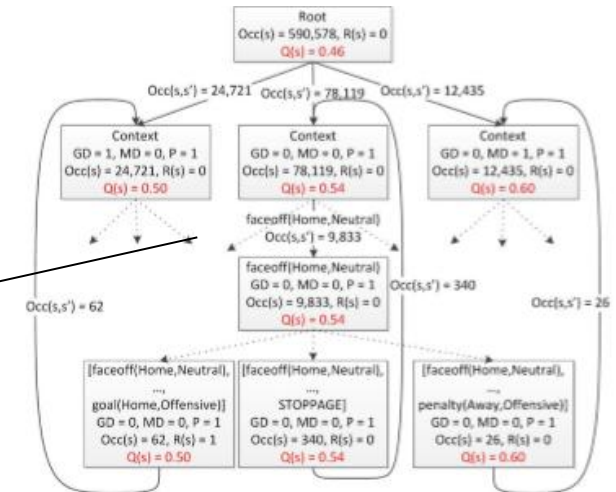 Root
Occ(s) = 590,578, R(s) = 0
Q(s) = 0.46
Occ(s,s') = 24,721
Occ(s,s') = 78,119
Occ(s,s') = 12,435
Context
GD = 1, MD = 0, P = 1
Occ(s) = 24,721, R(s) = 0
Q(s) = 0.50
Context
GD = 0, MD = 0, P = 1
Occ(s) = 78,119, R(s) = 0
Q(s) = 0.54
Context
GD = 0, MD = 1, P = 1
Occ(s) = 12,435, R(s) = 0
Q(s) = 0.60
faceoff(Home,Neutral)
Occ(s,s') = 9,833
faceoff(Home,Neutral)
GD = 0, MD = 0, P = 1
Occ(s) = 9,833, R(s) = 0
Q(s) = 0.54
Occ(s,s') = 62
Occ(s,s') = 340
Occ(s,s') = 26
[faceoff(Home,Neutral),
...,
goal(Home,Offensive)]
GD = 0, MD = 0, P = 1
Occ(s) = 62, R(s) = 1
Q(s) = 0.50
[faceoff(Home,Neutral),
...,
STOPPAGE]
GD = 0, MD = 0, P = 1
Occ(s) = 340, R(s) = 0
Q(s) = 0.54
[faceoff(Home,Neutral),
...,
penalty(Away,Offensive)]
GD = 0, MD = 0, P = 1
Occ(s) = 26, R(s) = 0
Q(s) = 0.60